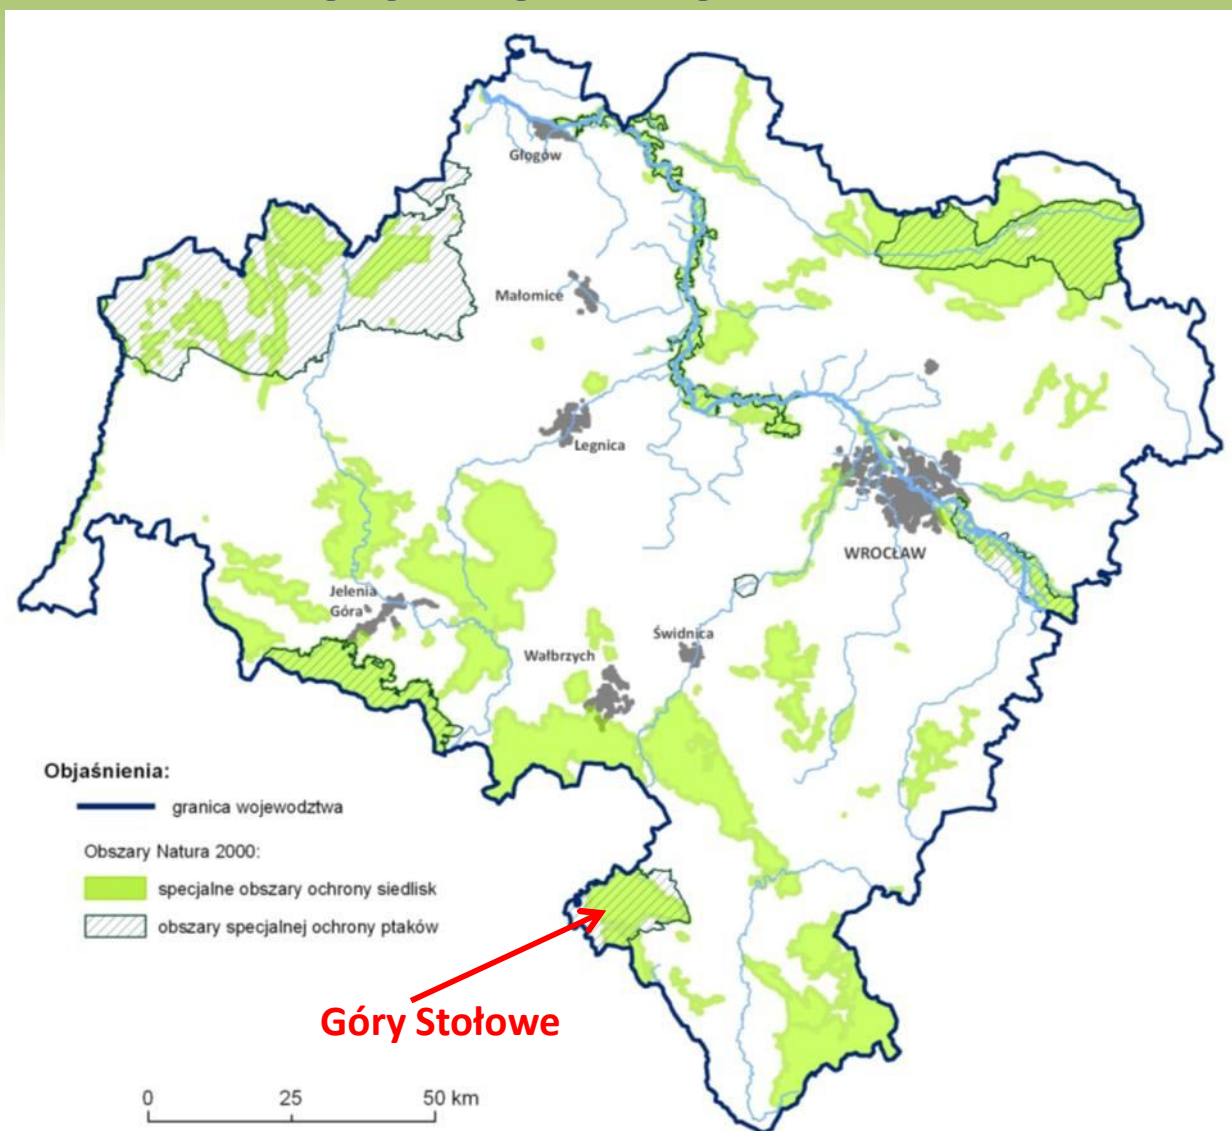 Głogów
Małomice
Legnica
WROCŁAW
Jelenia
Góra
Świdnica
Wałbrzych
Objaśnienia:
granica wojewodztwa
Obszary Natura 2000:
specjalne obszary ochrony siedlisk
obszary specjalnej ochrony ptaków
Góry Stołowe
0 25 50 km